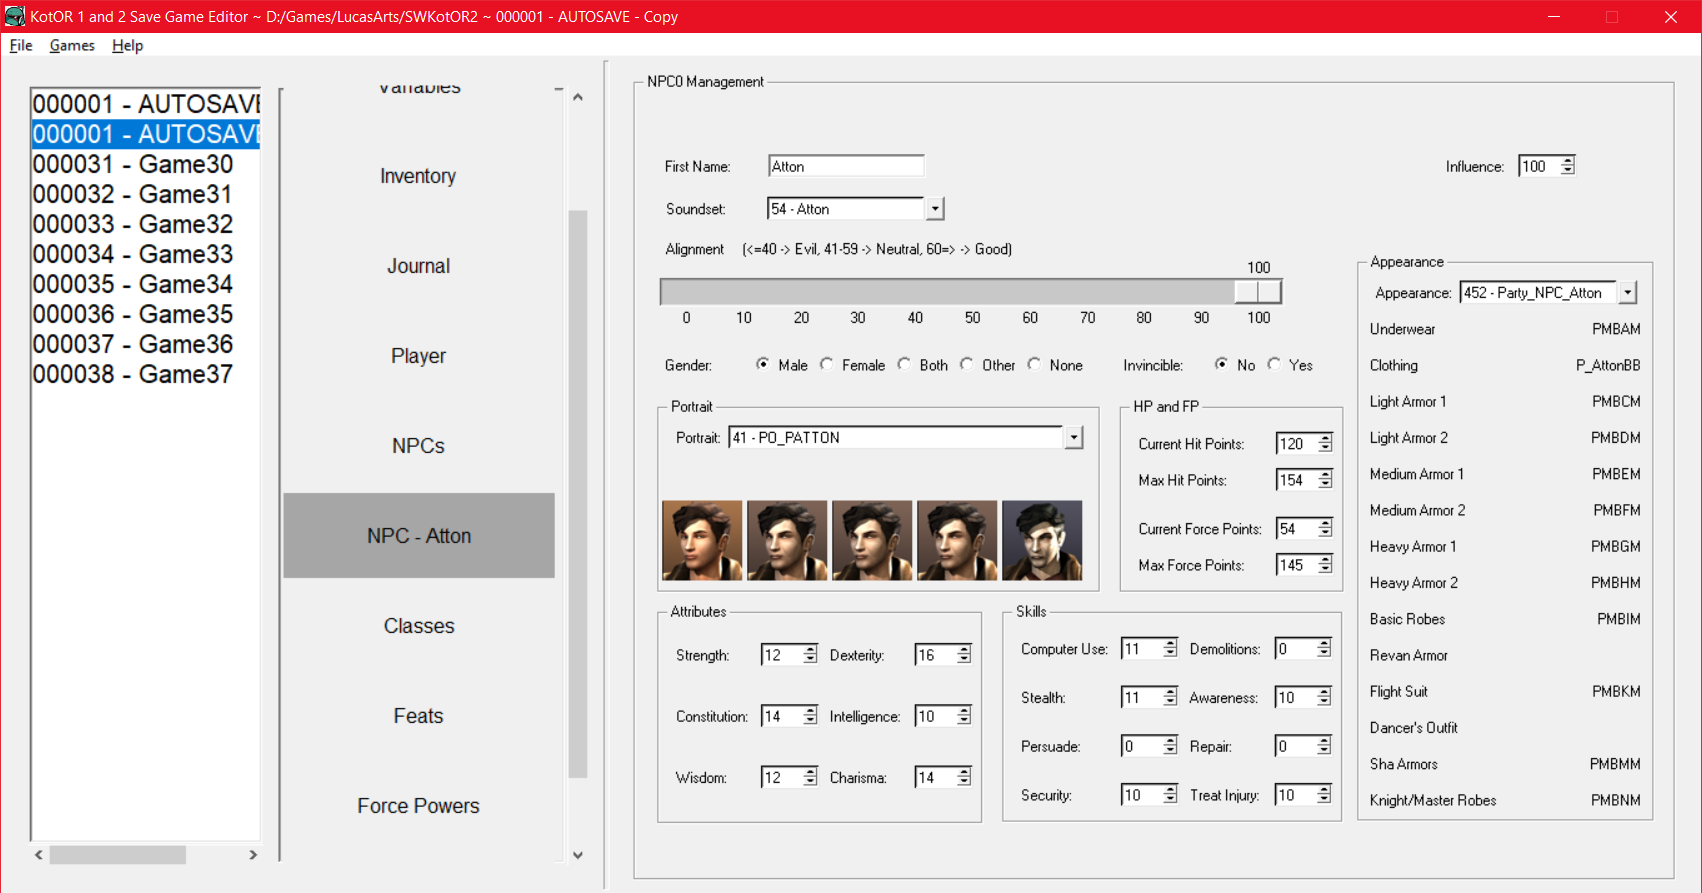 KotOR 1 and 2 Save Game Editor ~ D:/Games/LucasArts/SWKotOR2 ~ 000001 - AUTOSAVE - Copy
File Games Help
000001 - AUTOSAVE
000001 - AUTOSAVE
000031 - Game30
000032 - Game31
000033 - Game32
000034 - Game33
000035 - Game34
000036 - Game35
000037 - Game36
000038 - Game37
Variables
Inventory
Journal
Player
NPCs
NPC - Atton
Classes
Feats
Force Powers
NPC0 Management
First Name: Atton
Influence: 100
Soundset: 54 - Atton
Alignment (<=40 -> Evil, 41-59 -> Neutral, 60=> -> Good)
100
0 10 20 30 40 50 60 70 80 90 100
Gender: Male Female Both Other None
Invincible: No Yes
Portrait
Portrait: 41 - PO_PATTON
HP and FP
Current Hit Points: 120
Max Hit Points: 154
Current Force Points: 54
Max Force Points: 145
Attributes
Strength: 12 Dexterity: 16
Constitution: 14 Intelligence: 10
Wisdom: 12 Charisma: 14
Skills
Computer Use: 11 Demolitions: 0
Stealth: 11 Awareness: 10
Persuade: 0 Repair: 0
Security: 10 Treat Injury: 10
Appearance
Appearance: 452 - Party_NPC_Atton
Underwear PMBAM
Clothing P_AttonBB
Light Armor 1 PMBCM
Light Armor 2 PMBDM
Medium Armor 1 PMBEM
Medium Armor 2 PMBFM
Heavy Armor 1 PMBGM
Heavy Armor 2 PMBHM
Basic Robes PMBIM
Revan Armor
Flight Suit PMBKM
Dancer's Outfit
Sha Armors PMBMM
Knight/Master Robes PMBNM